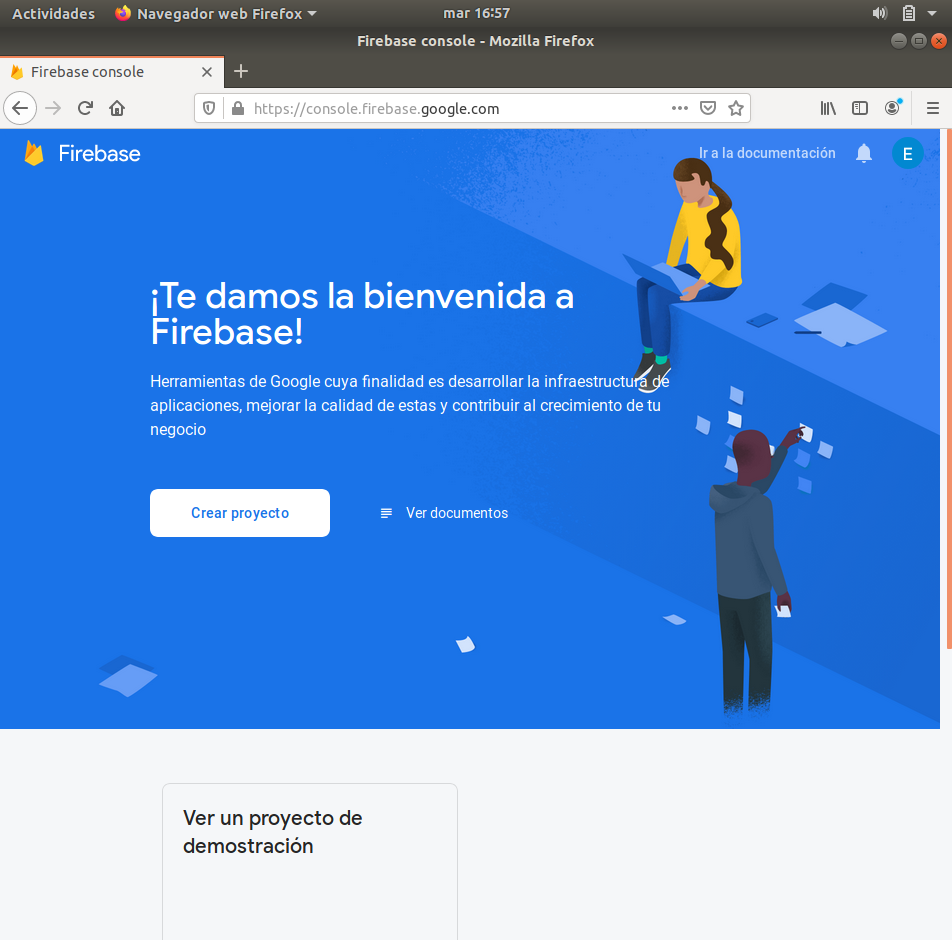 Actividades Navegador web Firefox mar 16:57
Firebase console - Mozilla Firefox
Firebase console
https://console.firebase.google.com
Firebase
Ir a la documentación
E
¡Te damos la bienvenida a
Firebase!
Herramientas de Google cuya finalidad es desarrollar la infraestructura de
aplicaciones, mejorar la calidad de estas y contribuir al crecimiento de tu
negocio
Crear proyecto
Ver documentos
Ver un proyecto de
demostración